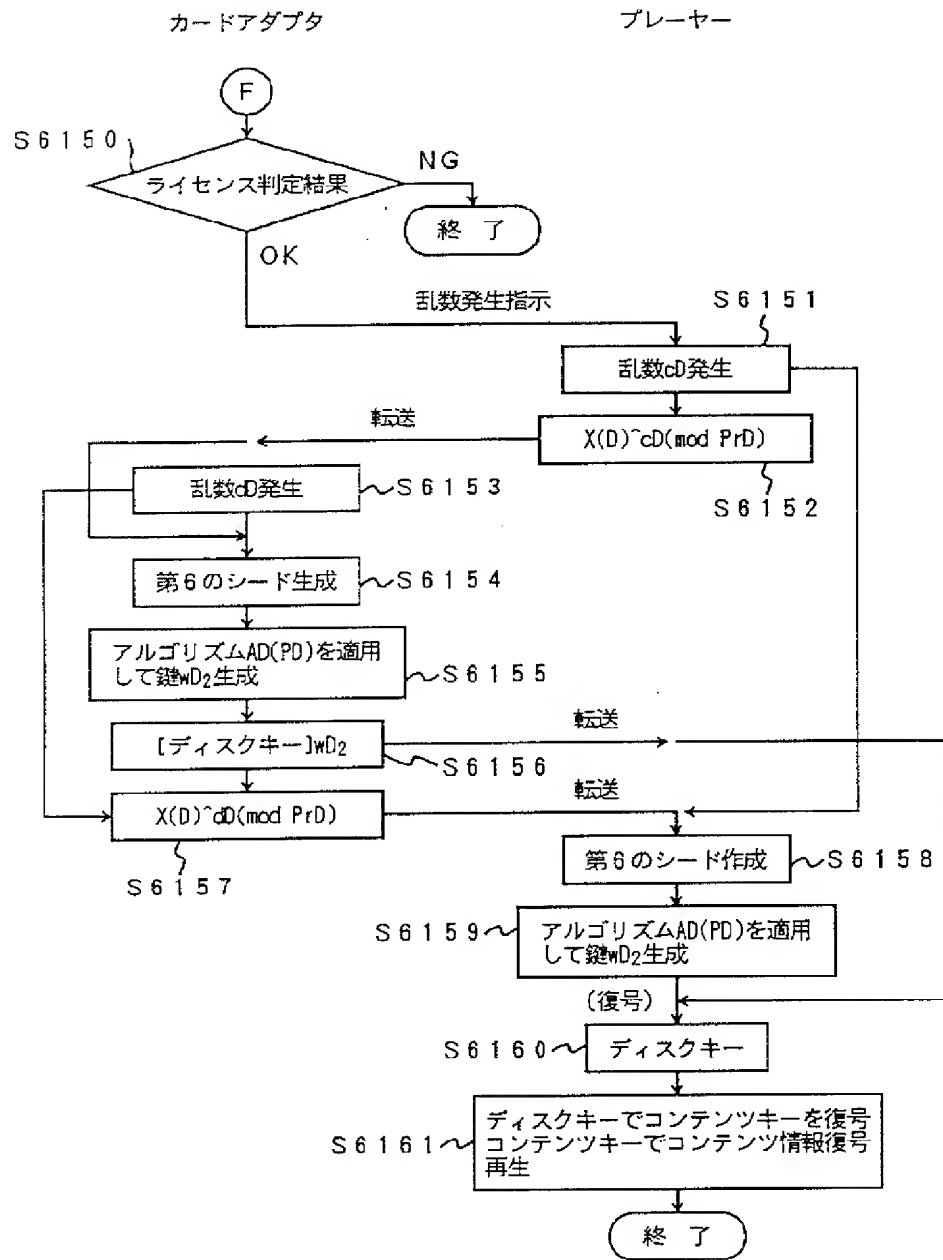 カードアダプタ
プレーヤー
F
S6150
ライセンス判定結果
NG
終 了
OK
乱数発生指示
S6151
乱数cD発生
転送
X(D)^cD(mod PrD)
S6152
乱数dD発生
S6153
第6のシード生成
S6154
アルゴリズムAD(PD)を適用
して鍵wD₂生成
S6155
転送
[ディスクキー]wD₂
S6156
転送
X(D)^dD(mod PrD)
S6157
第6のシード作成
S6158
S6159
アルゴリズムAD(PD)を適用
して鍵wD₂生成
(復号)
S6160
ディスクキー
S6161
ディスクキーでコンテンツキーを復号
コンテンツキーでコンテンツ情報復号
再生
終 了